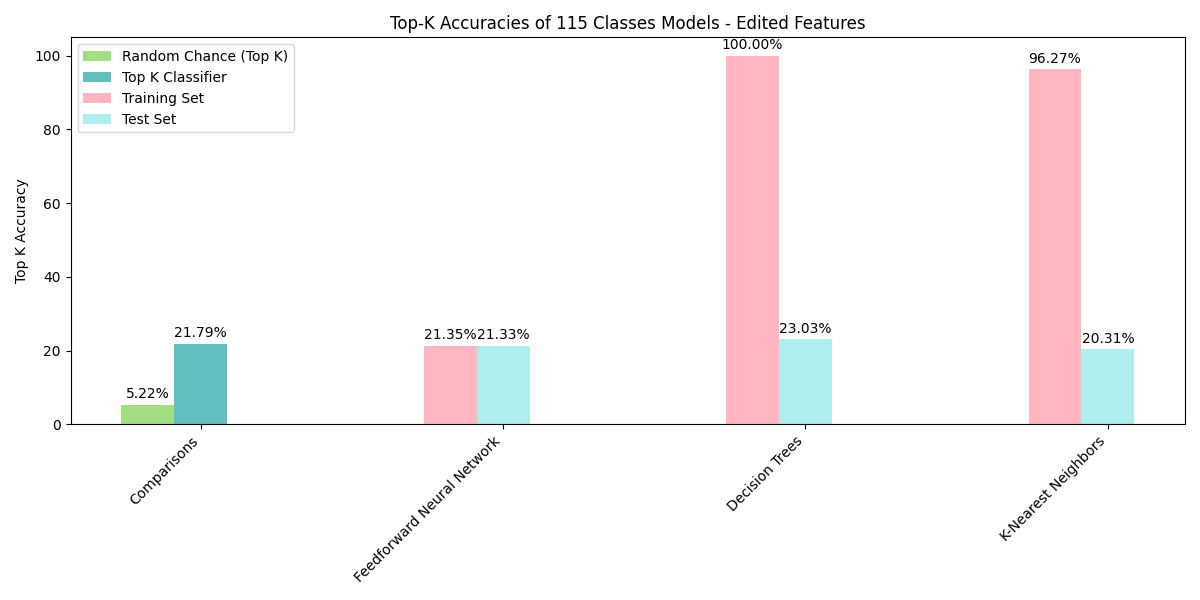 Top-K Accuracies of 115 Classes Models - Edited Features
Random Chance (Top K)
Top K Classifier
Training Set
Test Set
Top K Accuracy
100
80
60
40
20
0
5.22%
21.79%
21.35%
21.33%
100.00%
23.03%
96.27%
20.31%
Comparisons
Feedforward Neural Network
Decision Trees
K-Nearest Neighbors